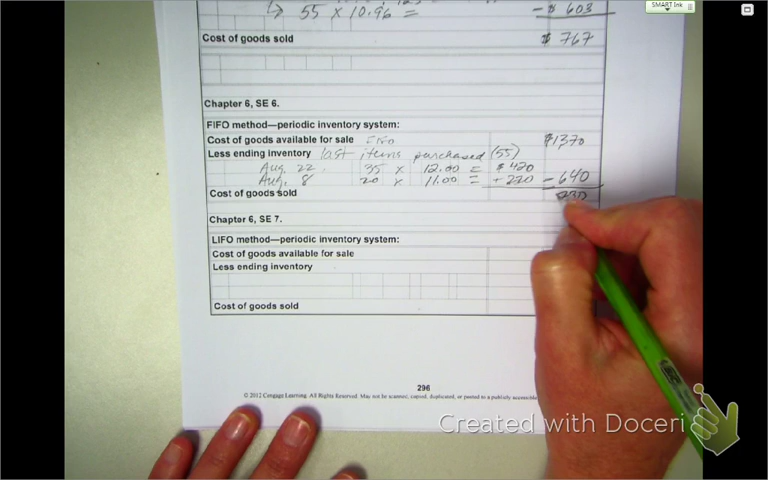 SMART Ink
↳ 55 x 10.96 = - $ 603
Cost of goods sold $ 767
Chapter 6, SE 6.
FIFO method—periodic inventory system:
Cost of goods available for sale $1370
Less ending inventory last items purchased (55)
Aug. 22 35 x 12.00 = $ 420
Aug. 8 20 x 11.00 = + 220 - 640
Cost of goods sold
Chapter 6, SE 7.
LIFO method—periodic inventory system:
Cost of goods available for sale
Less ending inventory
Cost of goods sold
296
© 2012 Cengage Learning. All Rights Reserved. May not be scanned, copied, duplicated, or posted to a publicly accessible
Created with Doceri